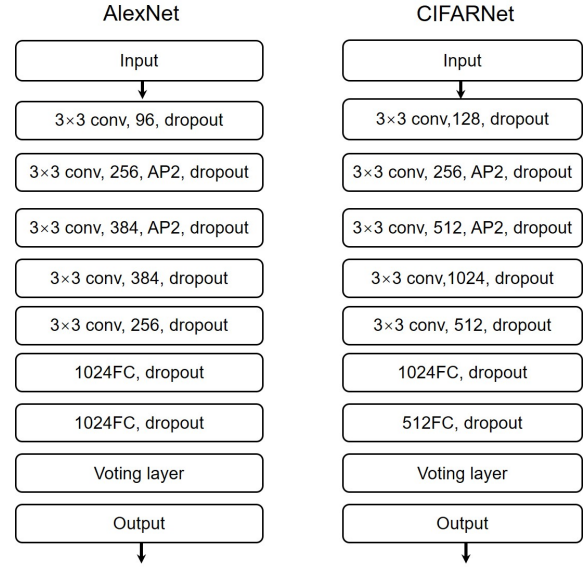 AlexNet
Input
3×3 conv, 96, dropout
3×3 conv, 256, AP2, dropout
3×3 conv, 384, AP2, dropout
3×3 conv, 384, dropout
3×3 conv, 256, dropout
1024FC, dropout
1024FC, dropout
Voting layer
Output
CIFARNet
Input
3×3 conv,128, dropout
3×3 conv, 256, AP2, dropout
3×3 conv, 512, AP2, dropout
3×3 conv,1024, dropout
3×3 conv, 512, dropout
1024FC, dropout
512FC, dropout
Voting layer
Output